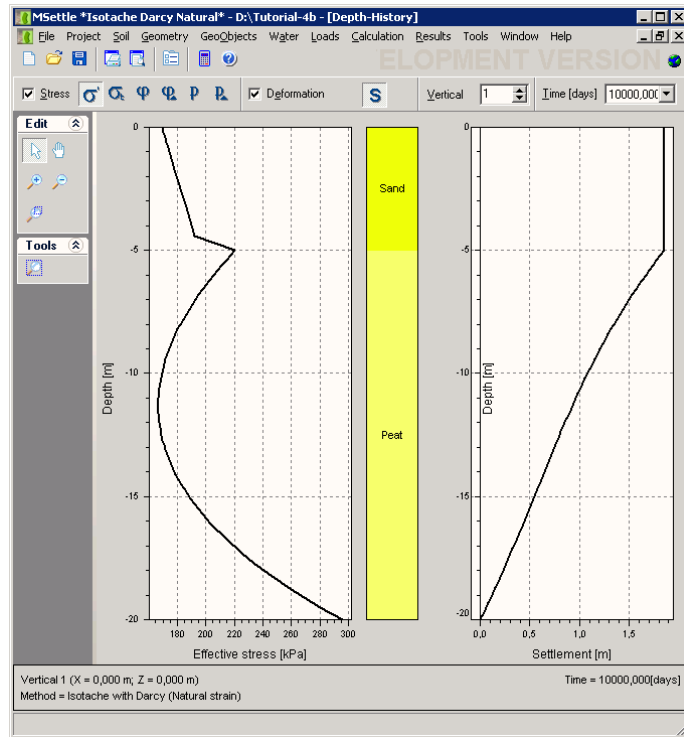 MSettle *Isotache Darcy Natural* - D:\Tutorial-4b - [Depth-History]
File Project Soil Geometry GeoObjects Water Loads Calculation Results Tools Window Help
ELOPMENT VERSION
Stress σ' φ φ p p Deformation S Vertical 1 Time [days] 10000,00
Edit
Tools
0
-5
-10
-15
-20
Depth [m]
180 200 220 240 260 280 300
Effective stress [kPa]
Sand
Peat
0
-5
-10
-15
-20
Depth [m]
0,0 0,5 1,0 1,5
Settlement [m]
Vertical 1 (X = 0,000 m; Z = 0,000 m)
Time = 10000,000[days]
Method = Isotache with Darcy (Natural strain)